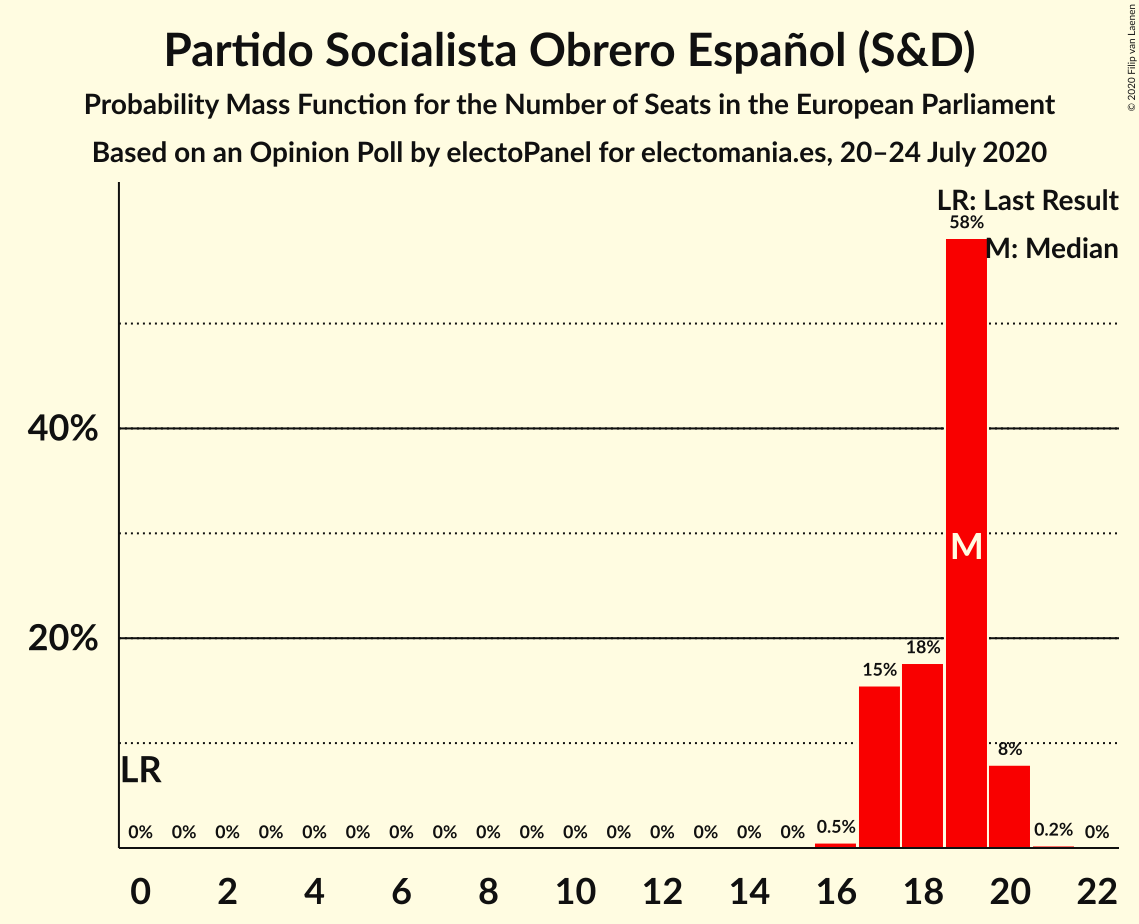 Partido Socialista Obrero Español (S&D)
Probability Mass Function for the Number of Seats in the European Parliament
Based on an Opinion Poll by electoPanel for electomania.es, 20–24 July 2020
© 2020 Filip van Laenen
LR: Last Result
58%
M: Median
40%
M
20%
18%
15%
8%
LR
0% 0% 0% 0% 0% 0% 0% 0% 0% 0% 0% 0% 0% 0% 0% 0% 0.5% 0.2% 0%
0 2 4 6 8 10 12 14 16 18 20 22